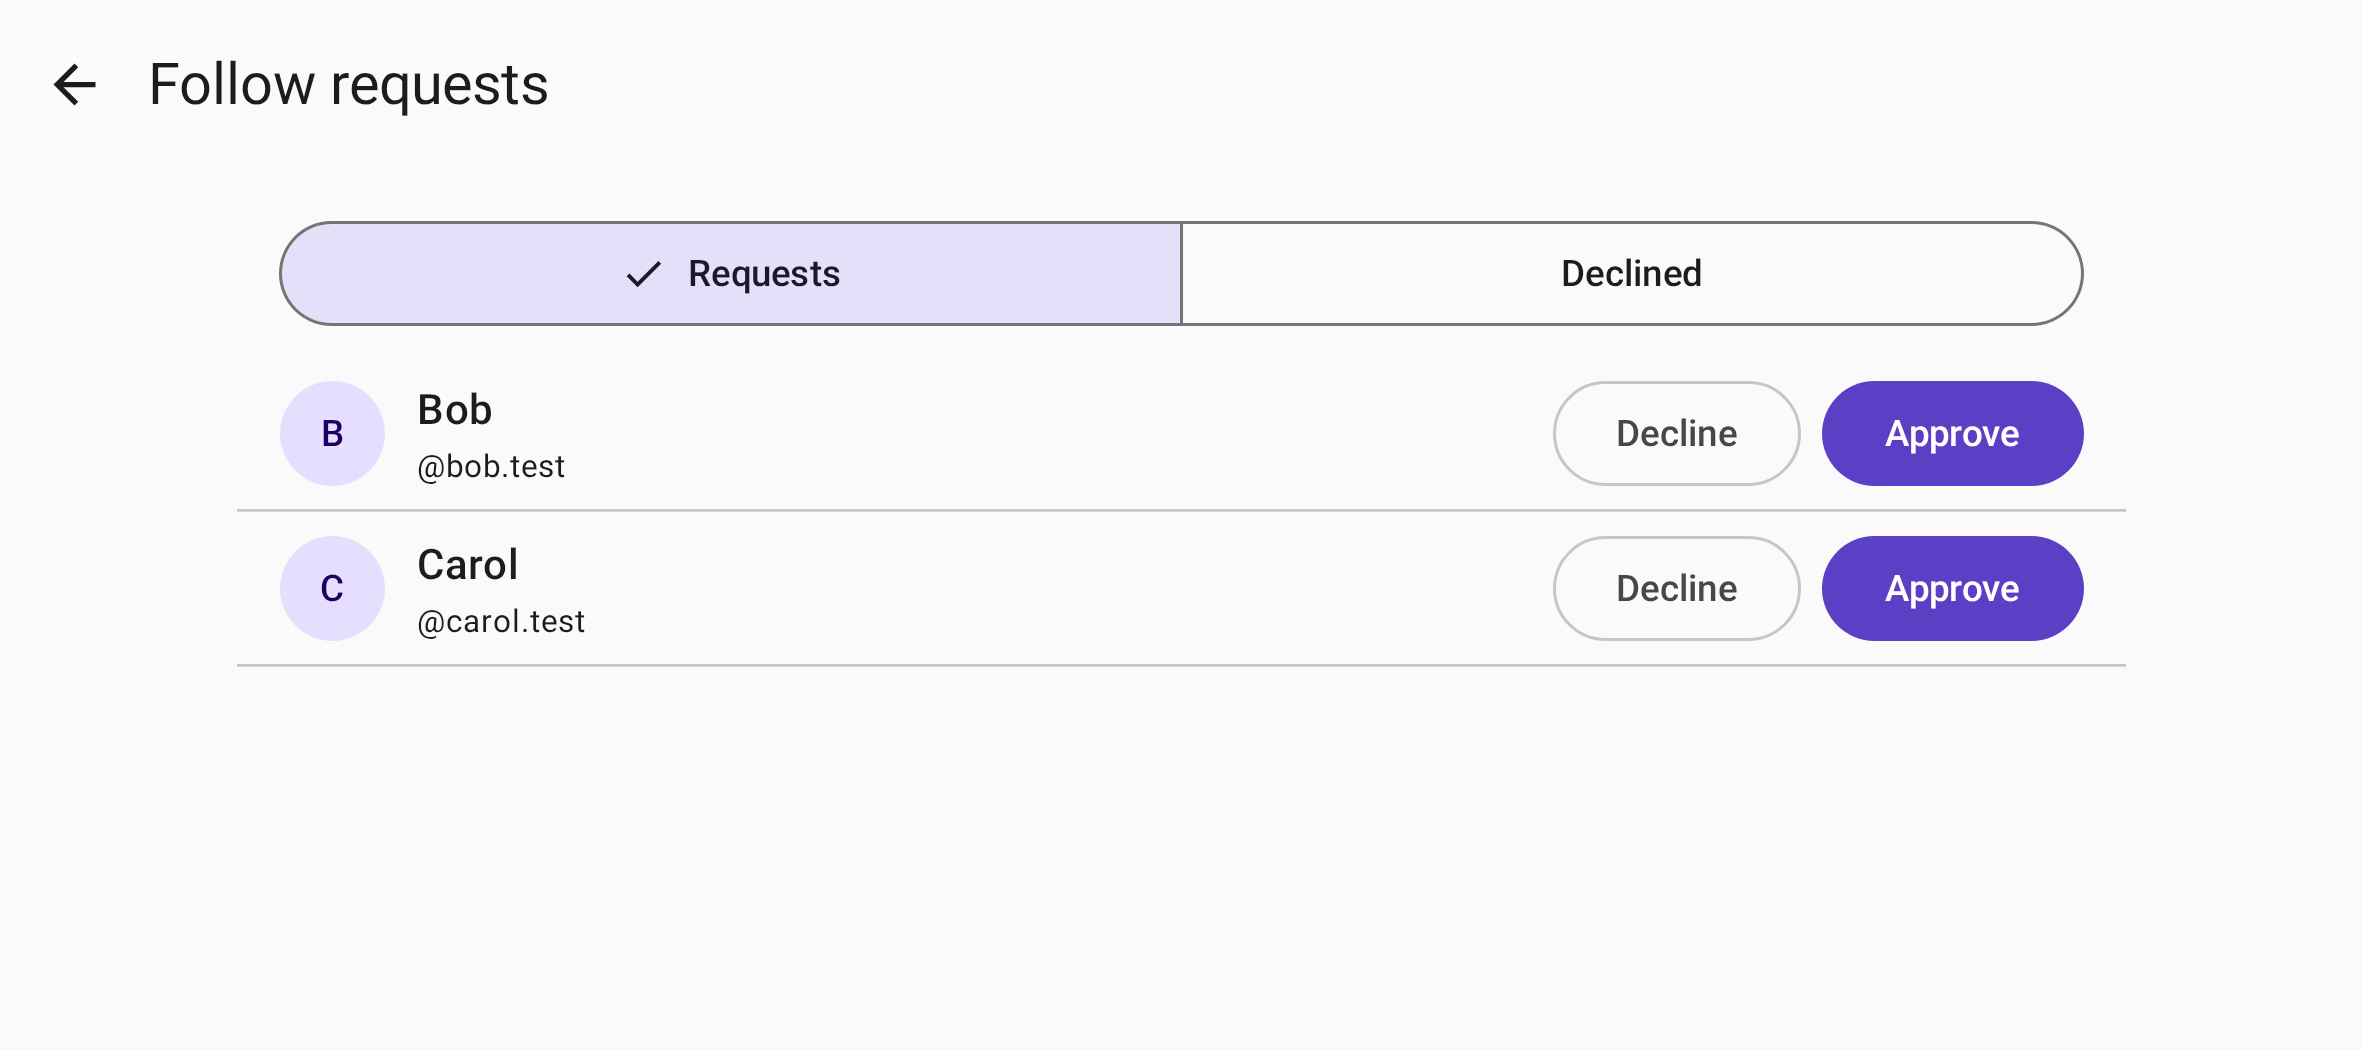 Follow requests
Requests
Declined
B
Bob
@bob.test
Decline
Approve
C
Carol
@carol.test
Decline
Approve